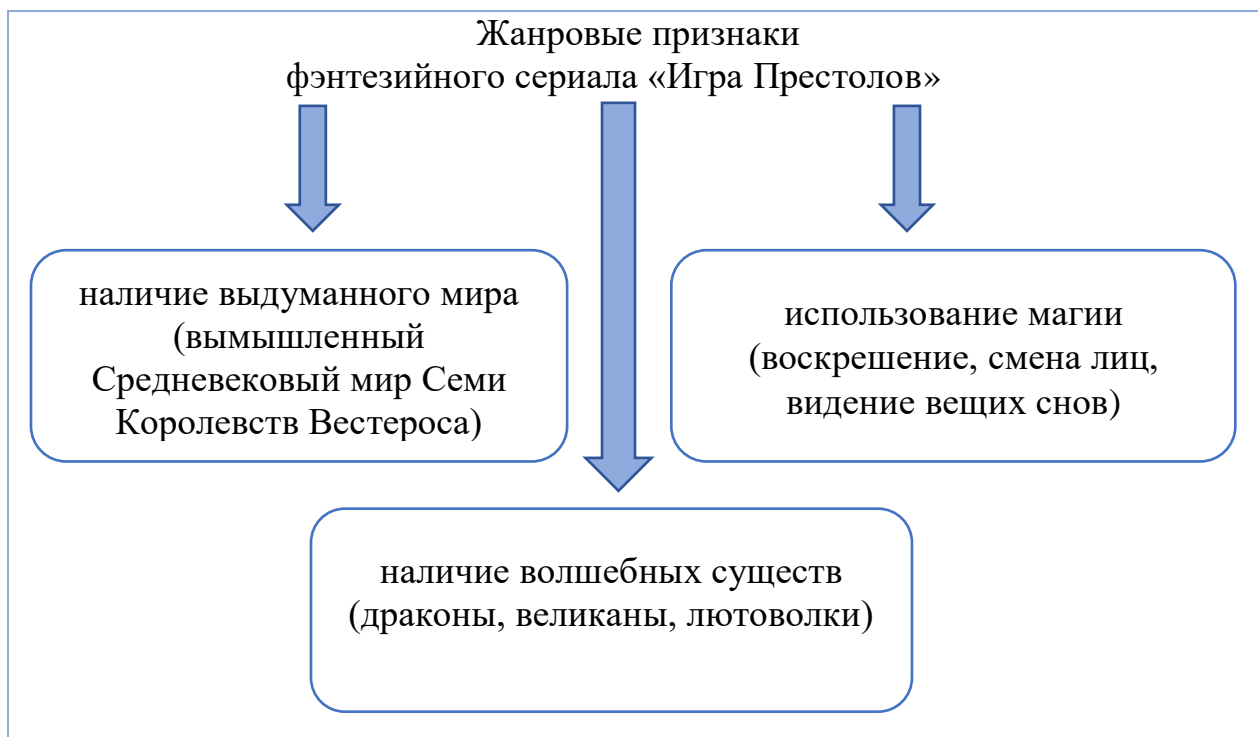 Жанровые признаки
фэнтезийного сериала «Игра Престолов»
наличие выдуманного мира
(вымышленный
Средневековый мир Семи
Королевств Вестероса)
использование магии
(воскрешение, смена лиц,
видение вещих снов)
наличие волшебных существ
(драконы, великаны, лютоволки)